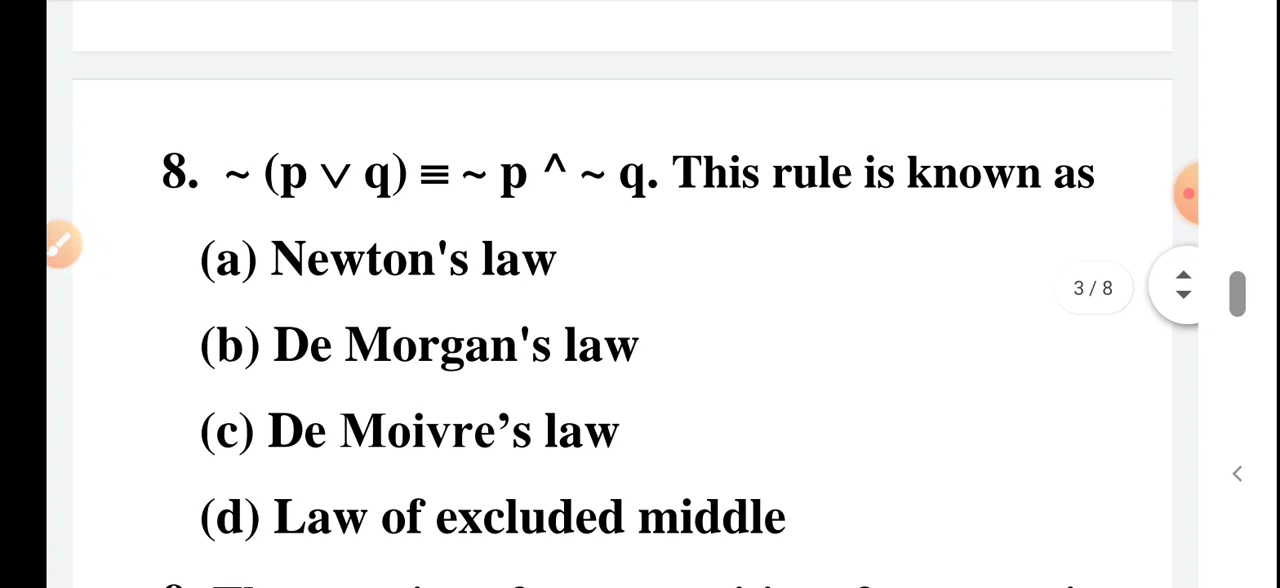 8. ~ (p ∨ q) ≡ ~ p ^ ~ q. This rule is known as
(a) Newton's law
3 / 8
(b) De Morgan's law
(c) De Moivre’s law
(d) Law of excluded middle